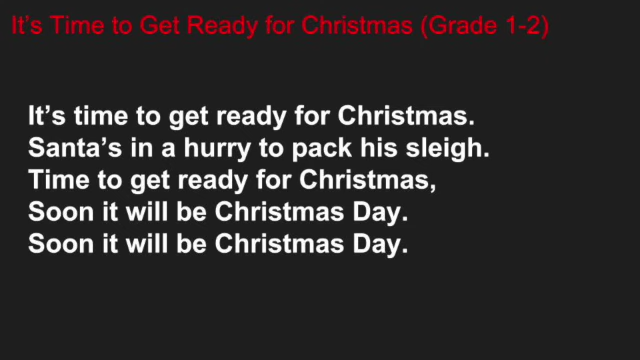 It's Time to Get Ready for Christmas (Grade 1-2)
It’s time to get ready for Christmas.
Santa’s in a hurry to pack his sleigh.
Time to get ready for Christmas,
Soon it will be Christmas Day.
Soon it will be Christmas Day.